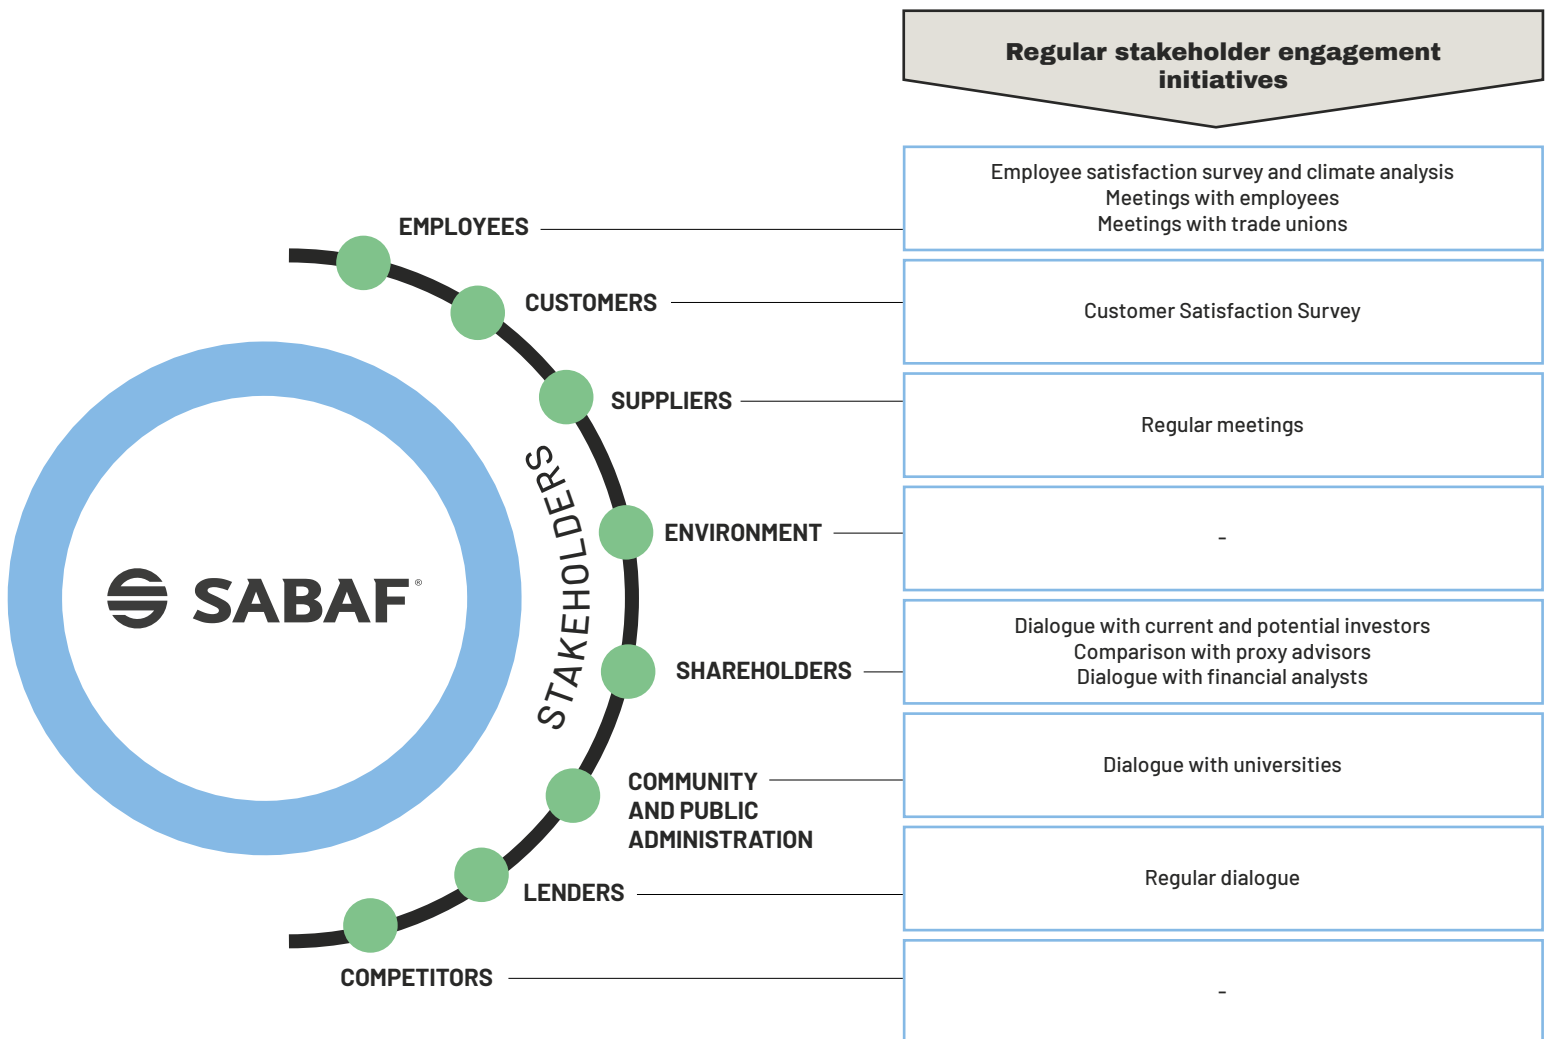 Regular stakeholder engagement
initiatives
EMPLOYEES
Employee satisfaction survey and climate analysis
Meetings with employees
Meetings with trade unions
CUSTOMERS
Customer Satisfaction Survey
SUPPLIERS
Regular meetings
ENVIRONMENT
-
STAKEHOLDERS
SABAF®
SHAREHOLDERS
Dialogue with current and potential investors
Comparison with proxy advisors
Dialogue with financial analysts
COMMUNITY
AND PUBLIC
ADMINISTRATION
Dialogue with universities
LENDERS
Regular dialogue
COMPETITORS
-